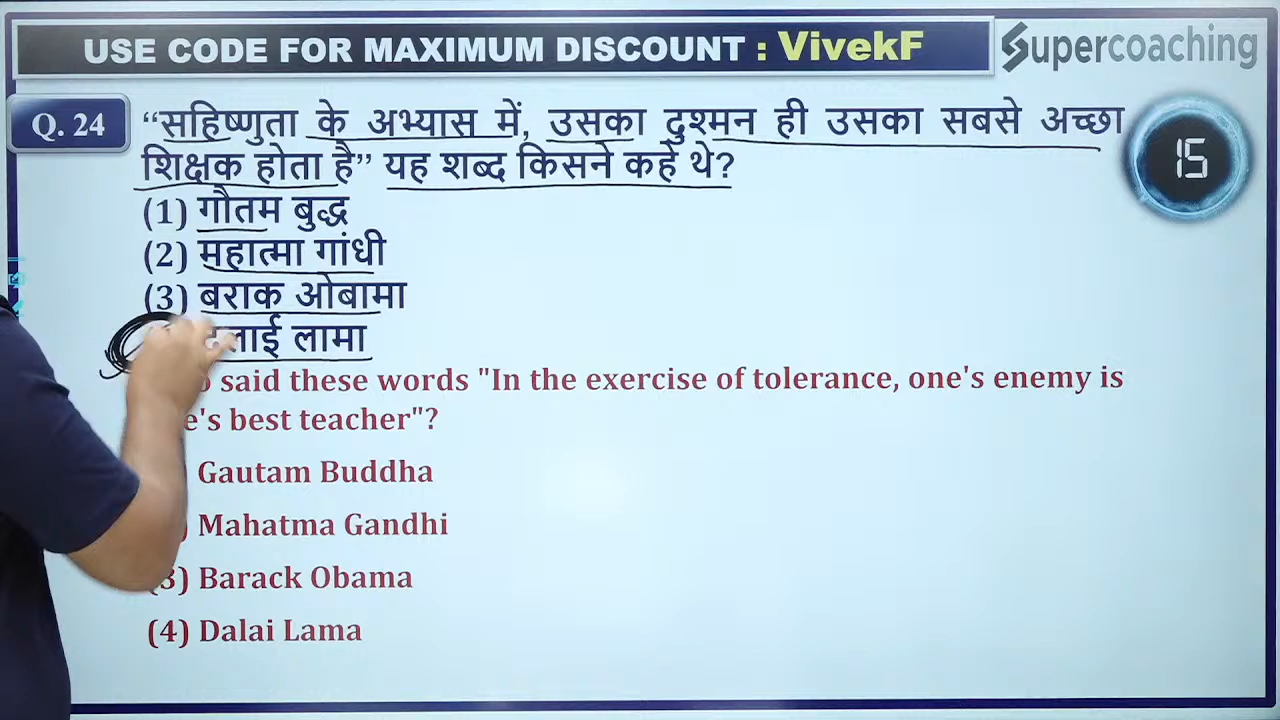 USE CODE FOR MAXIMUM DISCOUNT : VivekF
Supercoaching
Q. 24
“सहिष्णुता के अभ्यास में, उसका दुश्मन ही उसका सबसे अच्छा
शिक्षक होता है” यह शब्द किसने कहे थे?
15
(1) गौतम बुद्ध
(2) महात्मा गांधी
(3) बराक ओबामा
लाई लामा
said these words "In the exercise of tolerance, one's enemy is
e's best teacher"?
Gautam Buddha
) Mahatma Gandhi
3) Barack Obama
(4) Dalai Lama